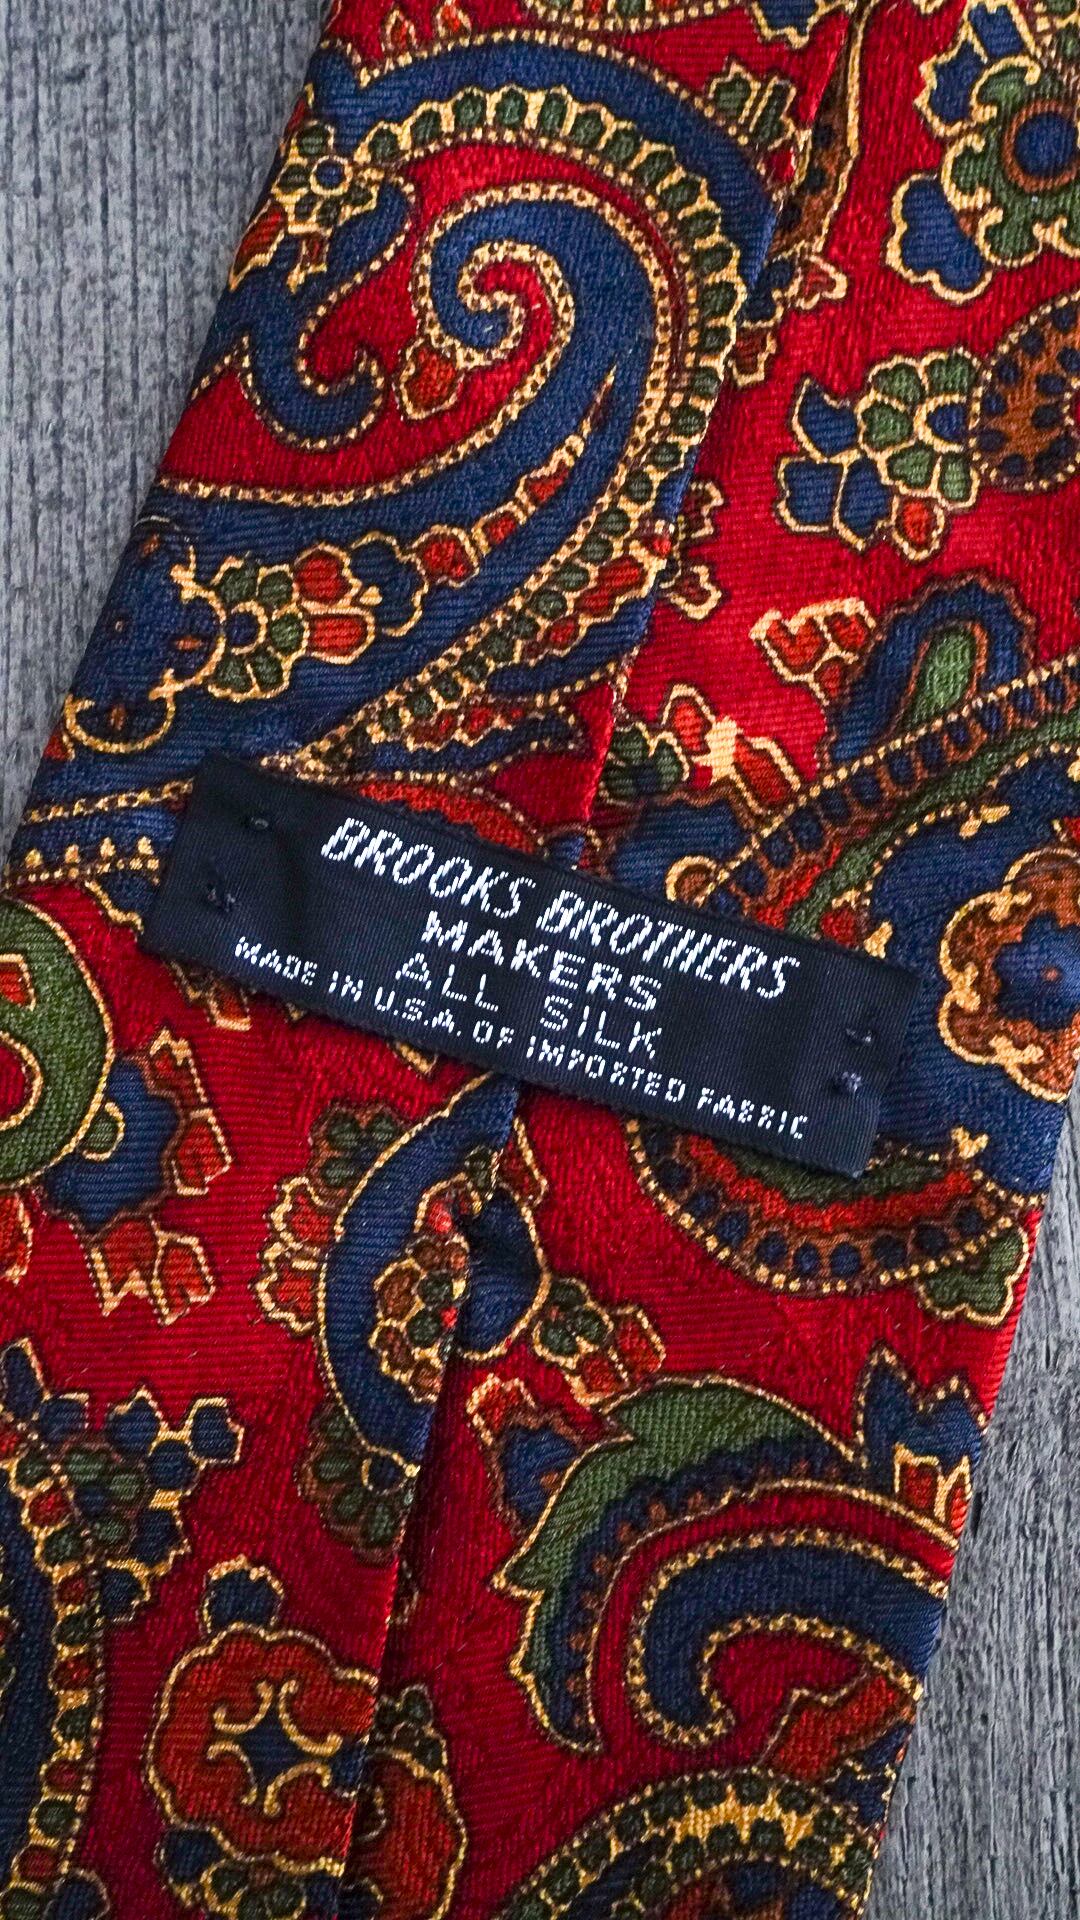 BROOKS BROTHERS
MAKERS
ALL SILK
MADE IN U.S.A. OF IMPORTED FABRIC